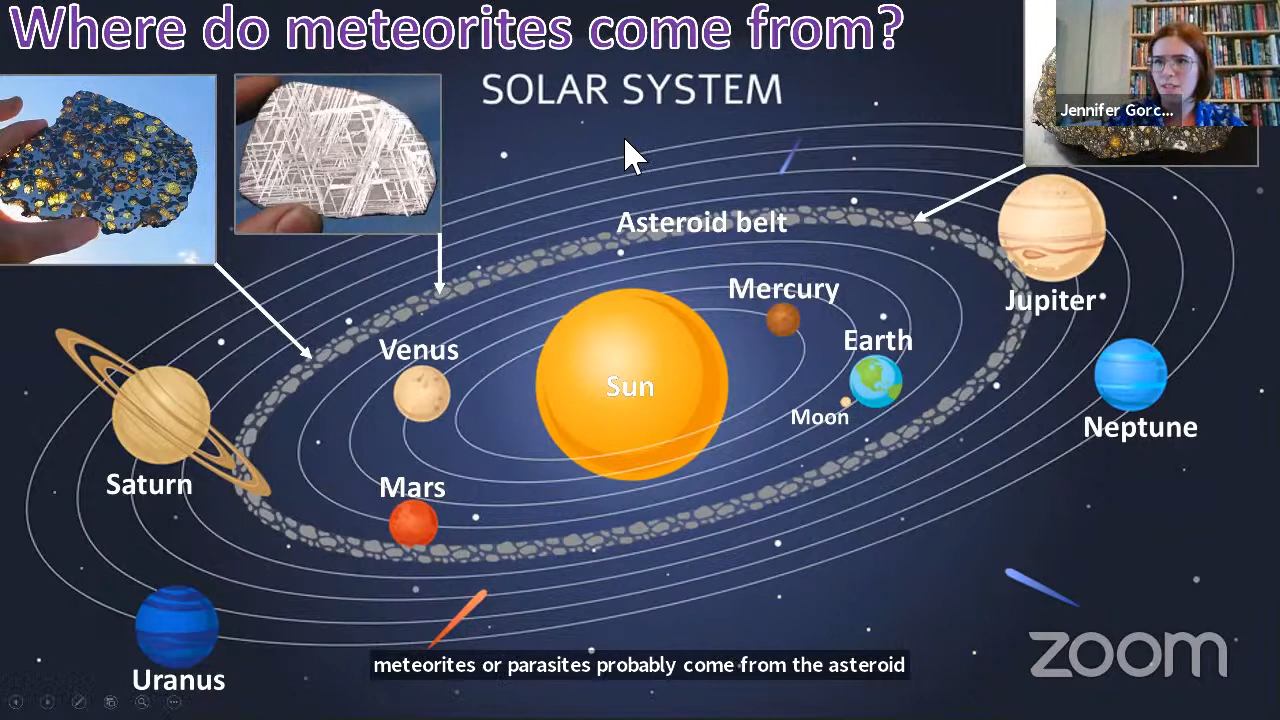 Where do meteorites come from?
SOLAR SYSTEM
Jennifer Gorc...
Asteroid belt
Mercury
Jupiter
Earth
Venus
Sun
Moon
Neptune
Saturn
Mars
Uranus
meteorites or parasites probably come from the asteroid
zoom